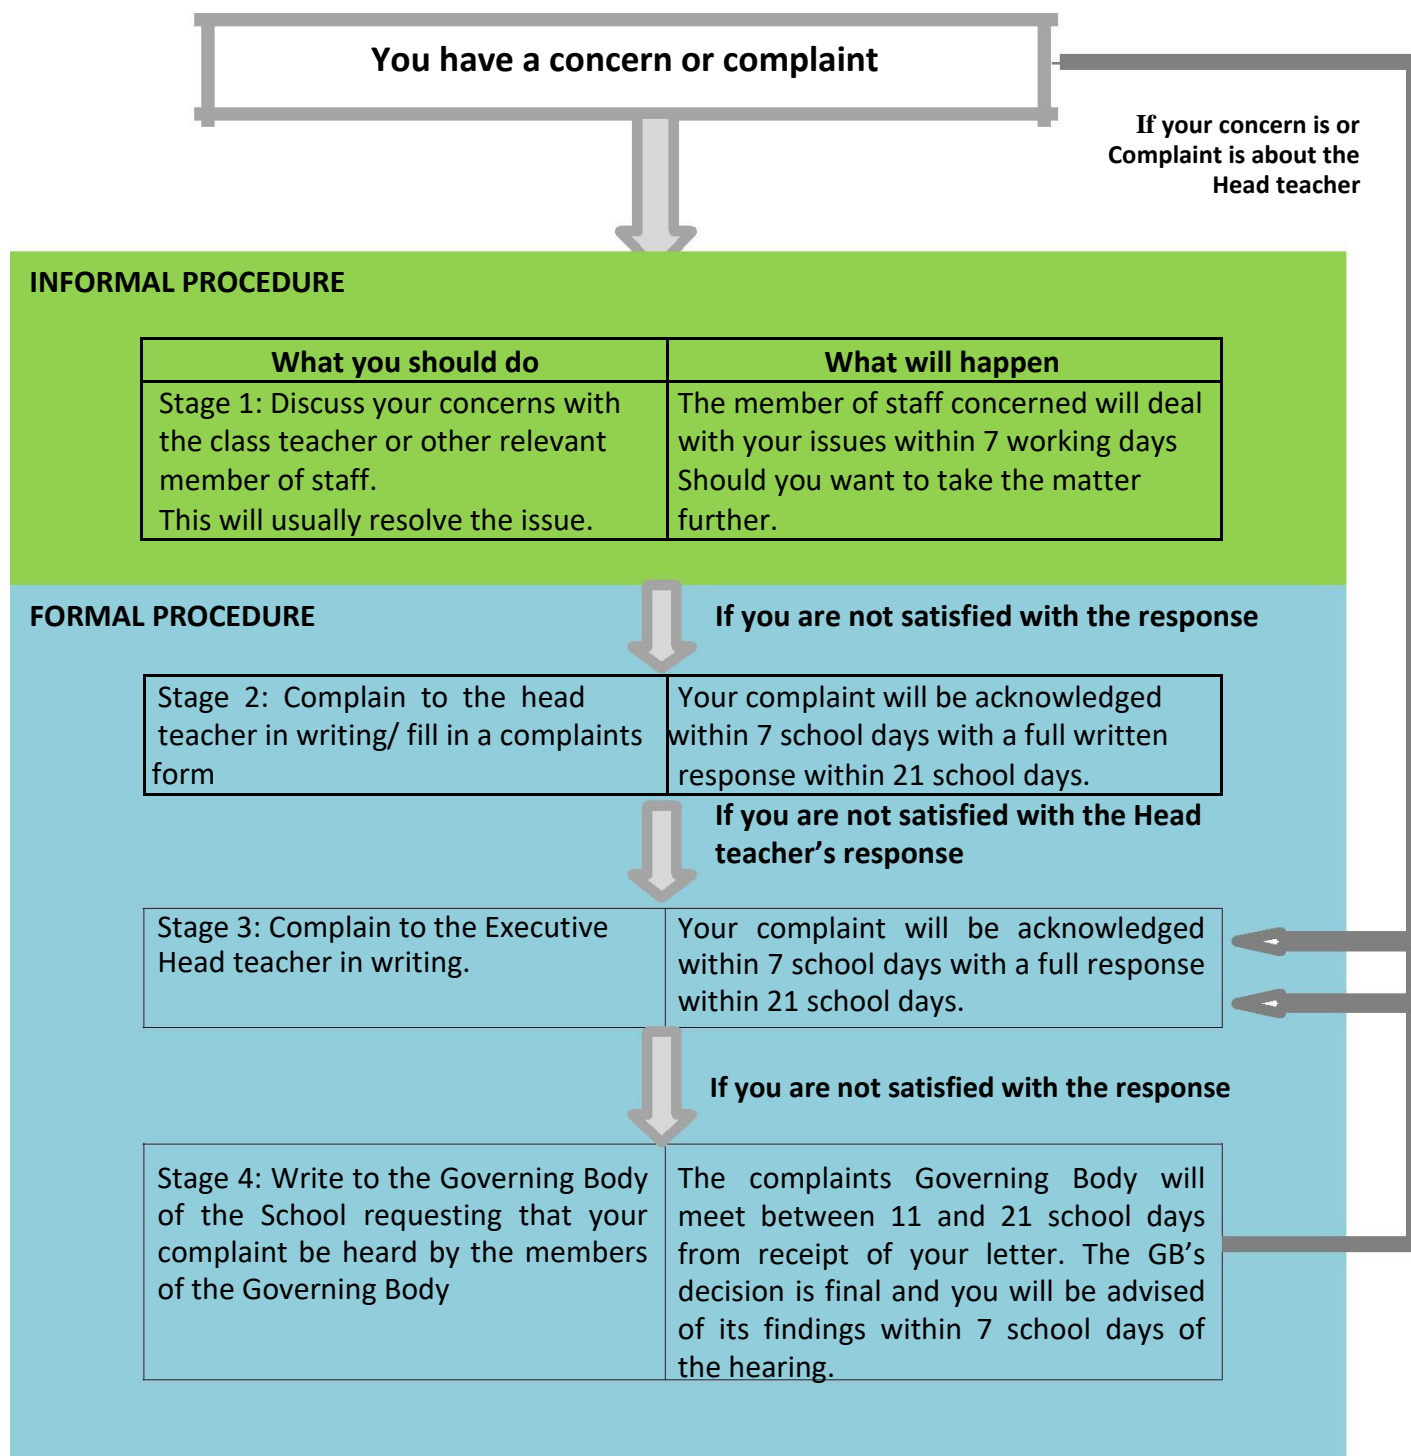 You have a concern or complaint
If your concern is or
Complaint is about the
Head teacher
INFORMAL PROCEDURE
What you should do
What will happen
Stage 1: Discuss your concerns with
the class teacher or other relevant
member of staff.
This will usually resolve the issue.
The member of staff concerned will deal
with your issues within 7 working days
Should you want to take the matter
further.
FORMAL PROCEDURE
If you are not satisfied with the response
Stage 2: Complain to the head
teacher in writing/ fill in a complaints
form
Your complaint will be acknowledged
within 7 school days with a full written
response within 21 school days.
If you are not satisfied with the Head
teacher’s response
Stage 3: Complain to the Executive
Head teacher in writing.
Your complaint will be acknowledged
within 7 school days with a full response
within 21 school days.
If you are not satisfied with the response
Stage 4: Write to the Governing Body
of the School requesting that your
complaint be heard by the members
of the Governing Body
The complaints Governing Body will
meet between 11 and 21 school days
from receipt of your letter. The GB’s
decision is final and you will be advised
of its findings within 7 school days of
the hearing.